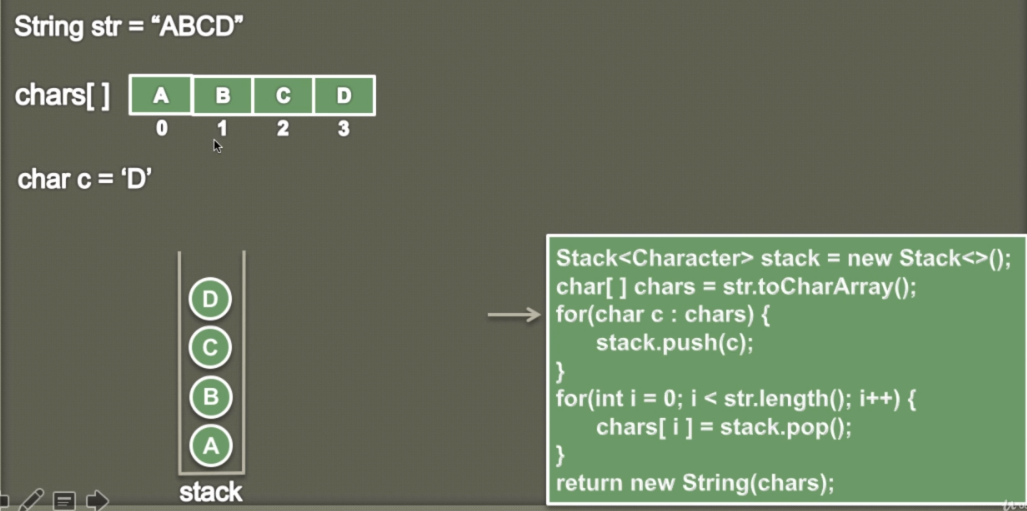 String str = “ABCD”
chars[ ] A B C D
0 1 2 3
char c = ‘D’
D
C
B
A
stack
Stack<Character> stack = new Stack<>();
char[ ] chars = str.toCharArray();
for(char c : chars) {
stack.push(c);
}
for(int i = 0; i < str.length(); i++) {
chars[ i ] = stack.pop();
}
return new String(chars);